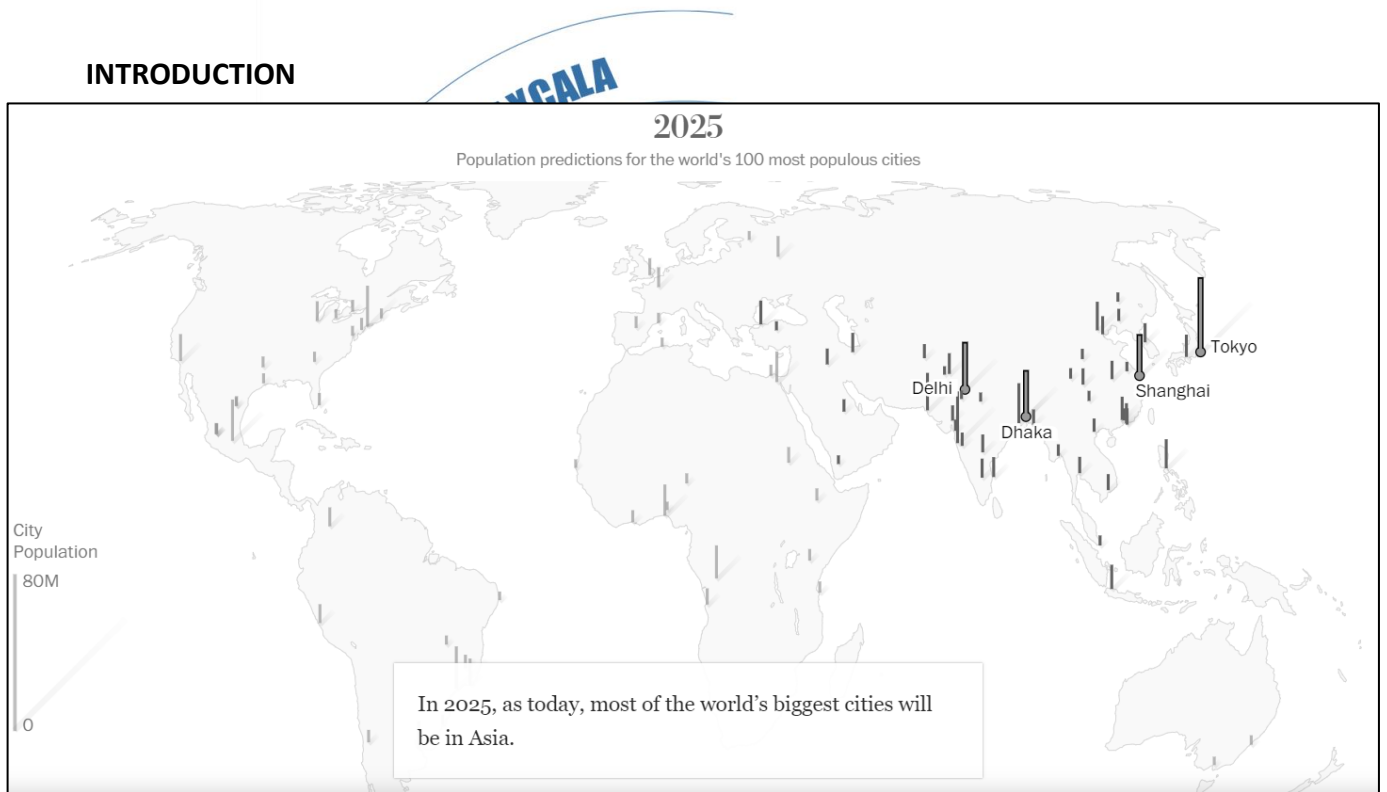 INTRODUCTION
2025
Population predictions for the world's 100 most populous cities
Tokyo
Delhi
Shanghai
Dhaka
City
Population
80M
0
In 2025, as today, most of the world's biggest cities will
be in Asia.